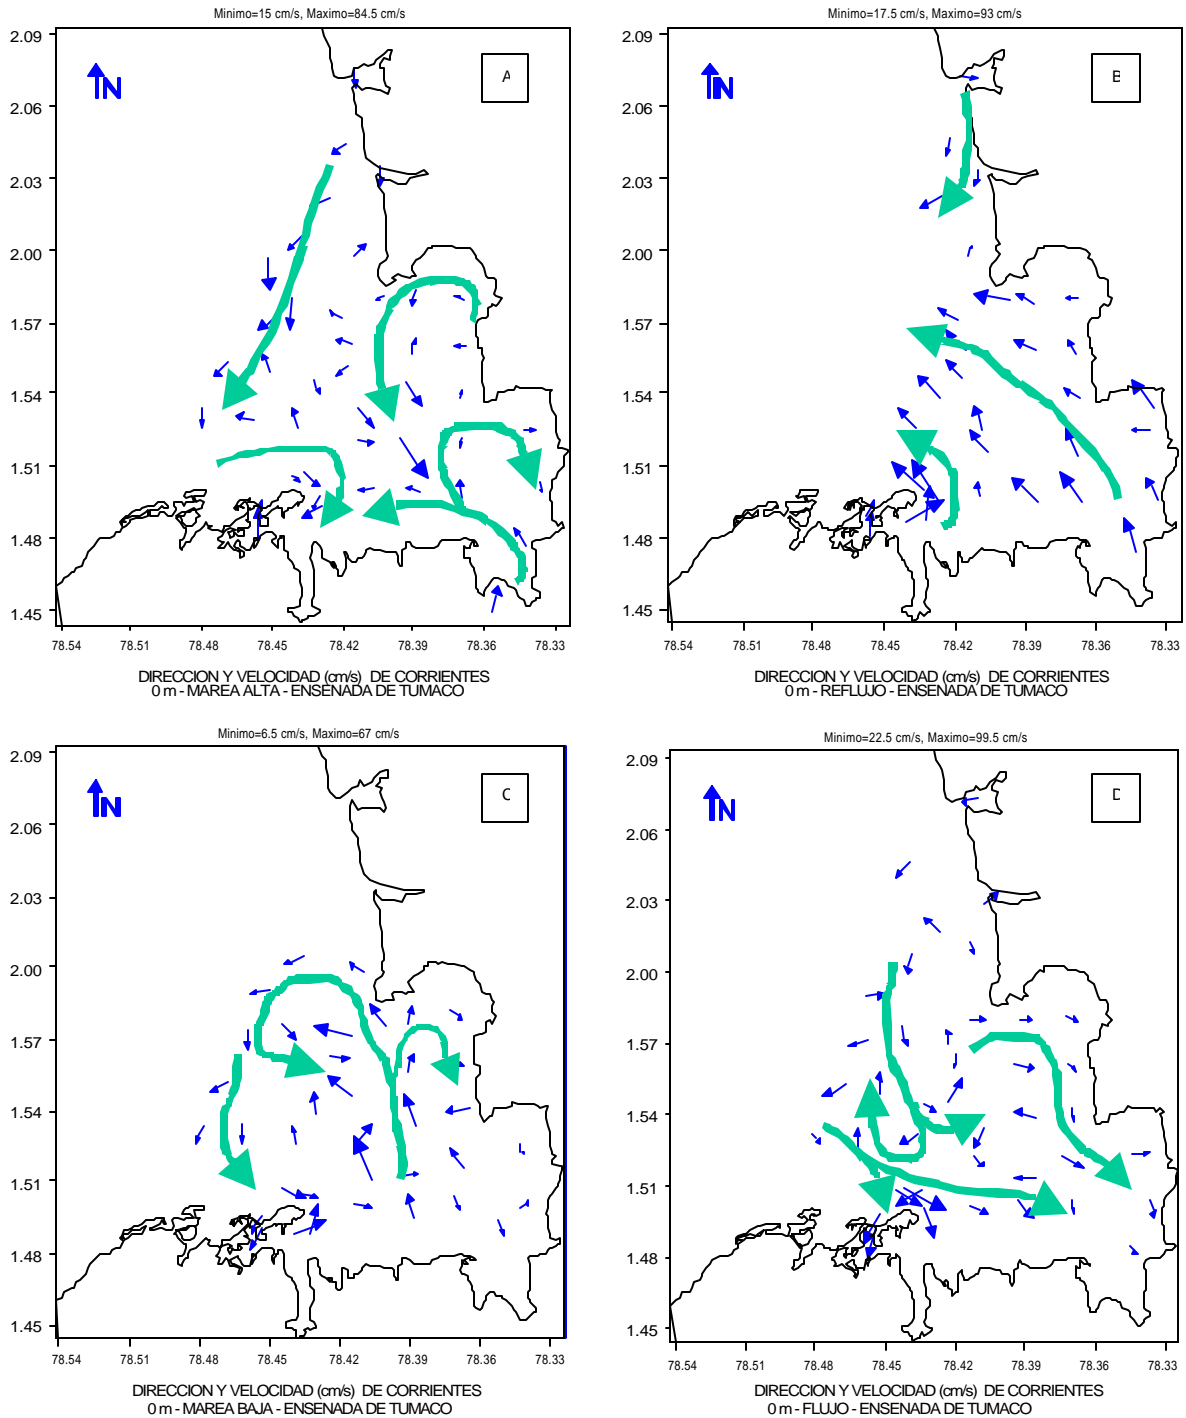 Minimo=15 cm/s, Maximo=84.5 cm/s
A
N
2.09
2.06
2.03
2.00
1.57
1.54
1.51
1.48
1.45
78.54 78.51 78.48 78.45 78.42 78.39 78.36 78.33
DIRECCION Y VELOCIDAD (cm/s) DE CORRIENTES
0 m - MAREA ALTA - ENSENADA DE TUMACO
Minimo=17.5 cm/s, Maximo=93 cm/s
B
N
2.09
2.06
2.03
2.00
1.57
1.54
1.51
1.48
1.45
78.54 78.51 78.48 78.45 78.42 78.39 78.36 78.33
DIRECCION Y VELOCIDAD (cm/s) DE CORRIENTES
0 m - REFLUJO - ENSENADA DE TUMACO
Minimo=6.5 cm/s, Maximo=67 cm/s
C
N
2.09
2.06
2.03
2.00
1.57
1.54
1.51
1.48
1.45
78.54 78.51 78.48 78.45 78.42 78.39 78.36 78.33
DIRECCION Y VELOCIDAD (cm/s) DE CORRIENTES
0 m - MAREA BAJA - ENSENADA DE TUMACO
Minimo=22.5 cm/s, Maximo=99.5 cm/s
D
N
2.09
2.06
2.03
2.00
1.57
1.54
1.51
1.48
1.45
78.54 78.51 78.48 78.45 78.42 78.39 78.36 78.33
DIRECCION Y VELOCIDAD (cm/s) DE CORRIENTES
0 m - FLUJO - ENSENADA DE TUMACO